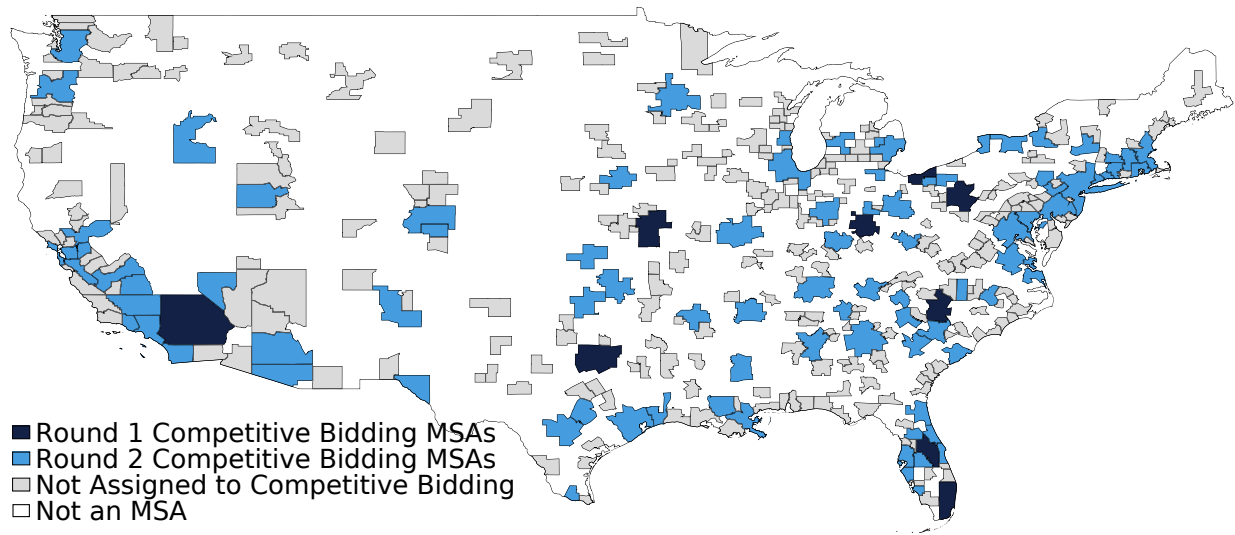 Round 1 Competitive Bidding MSAs
Round 2 Competitive Bidding MSAs
Not Assigned to Competitive Bidding
Not an MSA